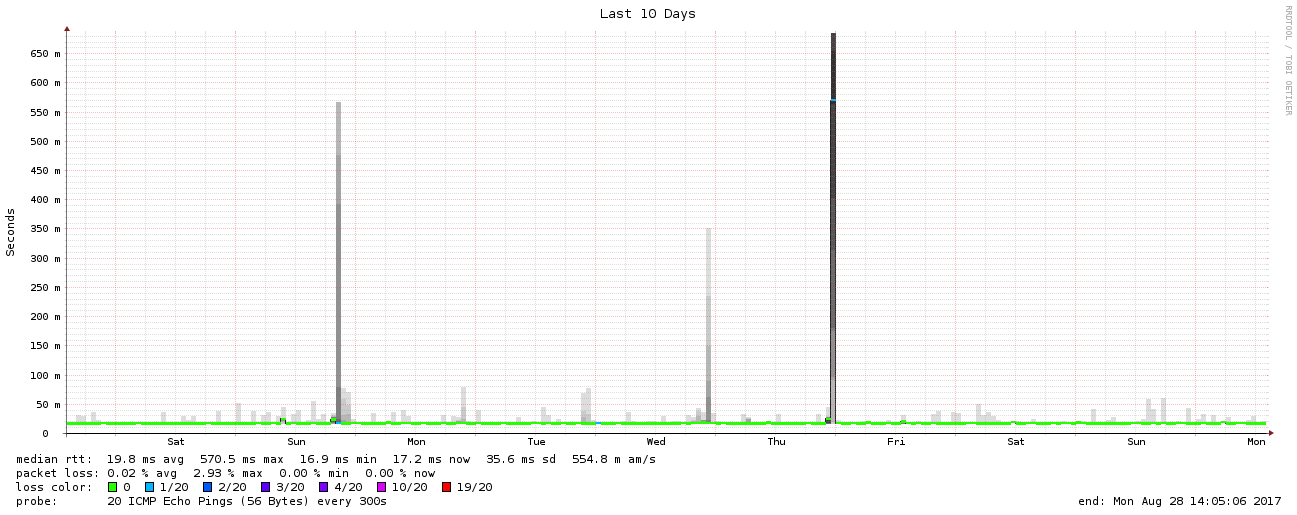 Last 10 Days
RRDTOOL / TOBI OETIKER
Seconds
650 m
600 m
550 m
500 m
450 m
400 m
350 m
300 m
250 m
200 m
150 m
100 m
50 m
0
Sat Sun Mon Tue Wed Thu Fri Sat Sun Mon
median rtt: 19.8 ms avg 570.5 ms max 16.9 ms min 17.2 ms now 35.6 ms sd 554.8 m am/s
packet loss: 0.02 % avg 2.93 % max 0.00 % min 0.00 % now
loss color: 0 1/20 2/20 3/20 4/20 10/20 19/20
probe: 20 ICMP Echo Pings (56 Bytes) every 300s end: Mon Aug 28 14:05:06 2017